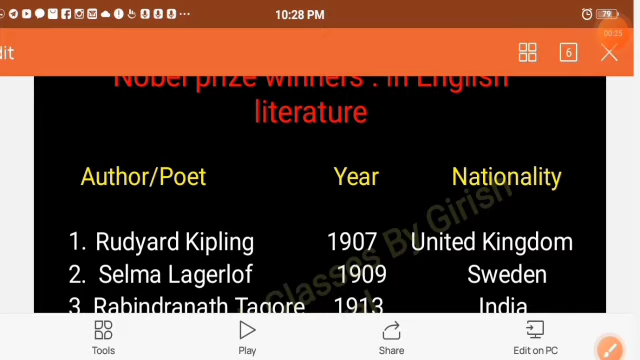 10:28 PM
79
00:25
dit
6
Nobel prize winners : in English
literature
Author/Poet Year Nationality
1. Rudyard Kipling 1907 United Kingdom
2. Selma Lagerlof 1909 Sweden
3 Rabindranath Tagore 1913 India
Classes By Girish
Tools Play Share Edit on PC